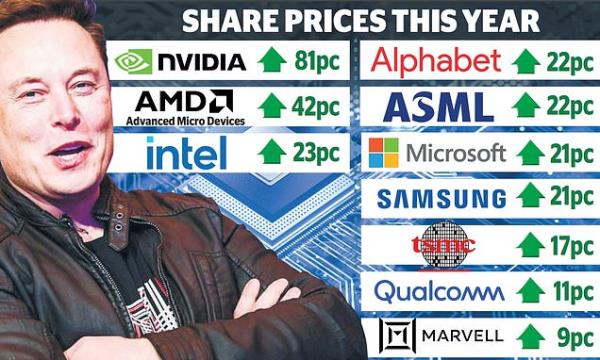 SHARE PRICES THIS YEAR
NVIDIA 81pc
AMD 42pc
Advanced Micro Devices
intel 23pc
Alphabet 22pc
ASML 22pc
Microsoft 21pc
SAMSUNG 21pc
tsmc 17pc
Qualcomm 11pc
MARVELL 9pc